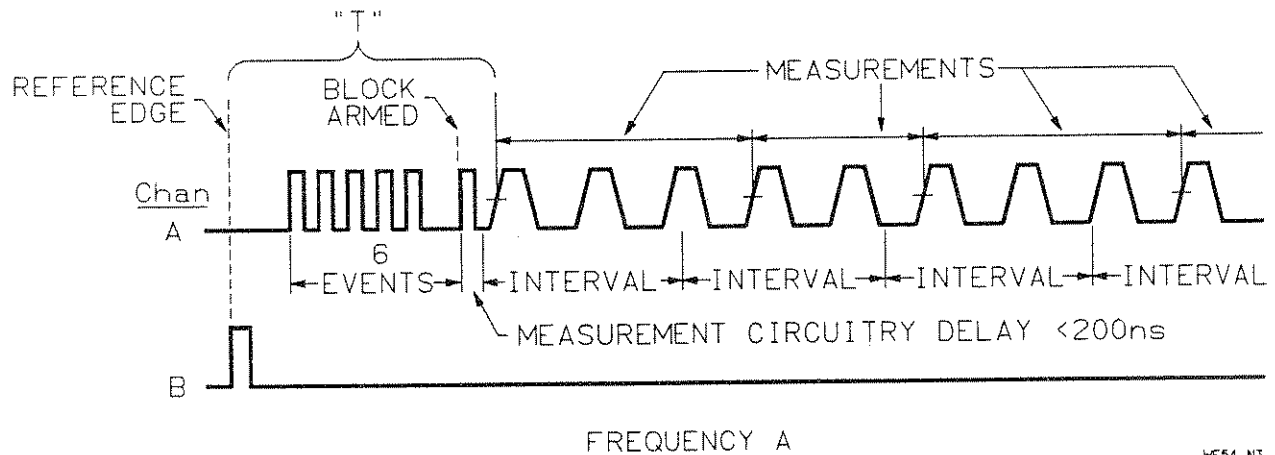 "T"
REFERENCE
EDGE
BLOCK
ARMED
MEASUREMENTS
Chan
A
6
EVENTS
INTERVAL
INTERVAL
INTERVAL
INTERVAL
MEASUREMENT CIRCUITRY DELAY <200ns
B
FREQUENCY A